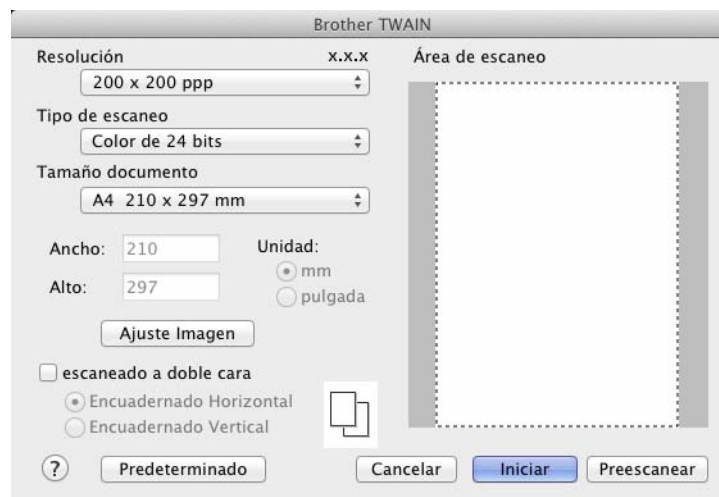 Brother TWAIN
Resolución x.x.x
200 x 200 ppp
Tipo de escaneo
Color de 24 bits
Tamaño documento
A4 210 x 297 mm
Ancho: 210
Alto: 297
Unidad:
mm
pulgada
Ajuste Imagen
escaneado a doble cara
Encuadernado Horizontal
Encuadernado Vertical
Área de escaneo
? Predeterminado Cancelar Iniciar Preescanear